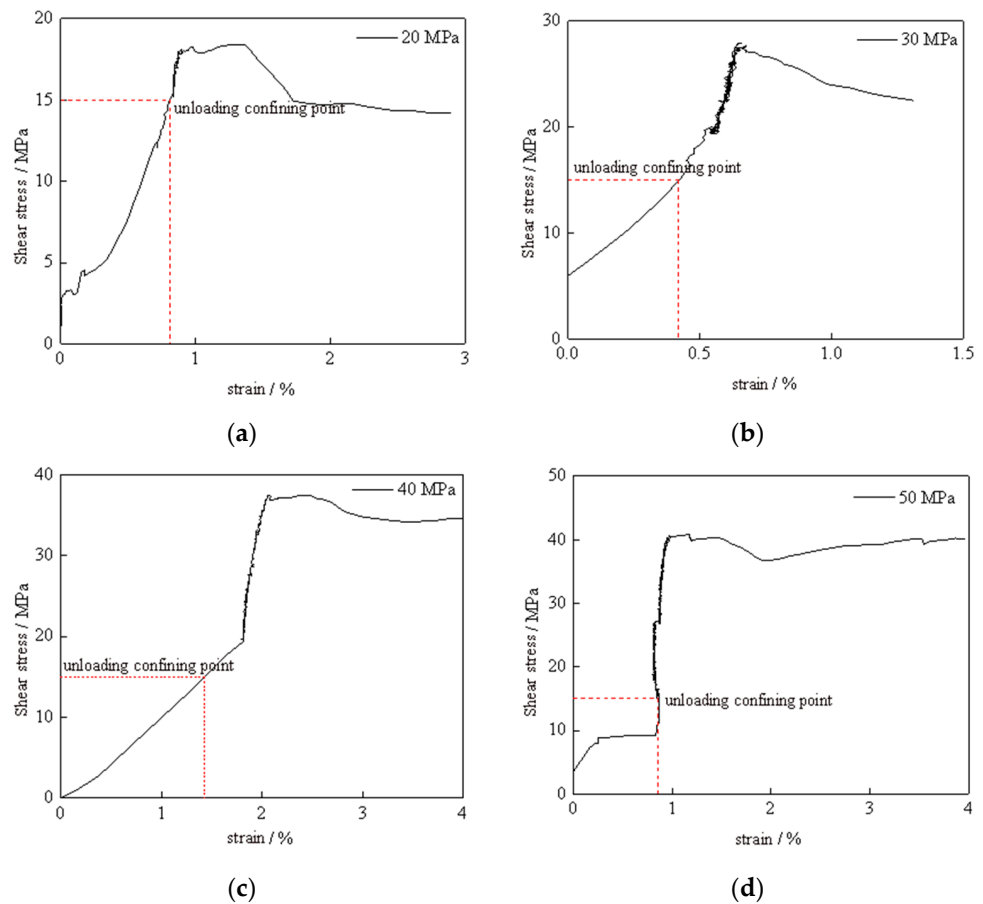 20
20 MPa
15
unloading confining point
10
5
0
0
1
2
3
Shear stress / MPa
strain / %
(a)
30
30 MPa
20
unloading confining point
10
0
0.0
0.5
1.0
1.5
Shear stress / MPa
strain / %
(b)
40
40 MPa
30
20
unloading confining point
10
0
0
1
2
3
4
Shear stress / MPa
strain / %
(c)
50
50 MPa
40
30
20
unloading confining point
10
0
0
1
2
3
4
Shear stress / MPa
strain / %
(d)